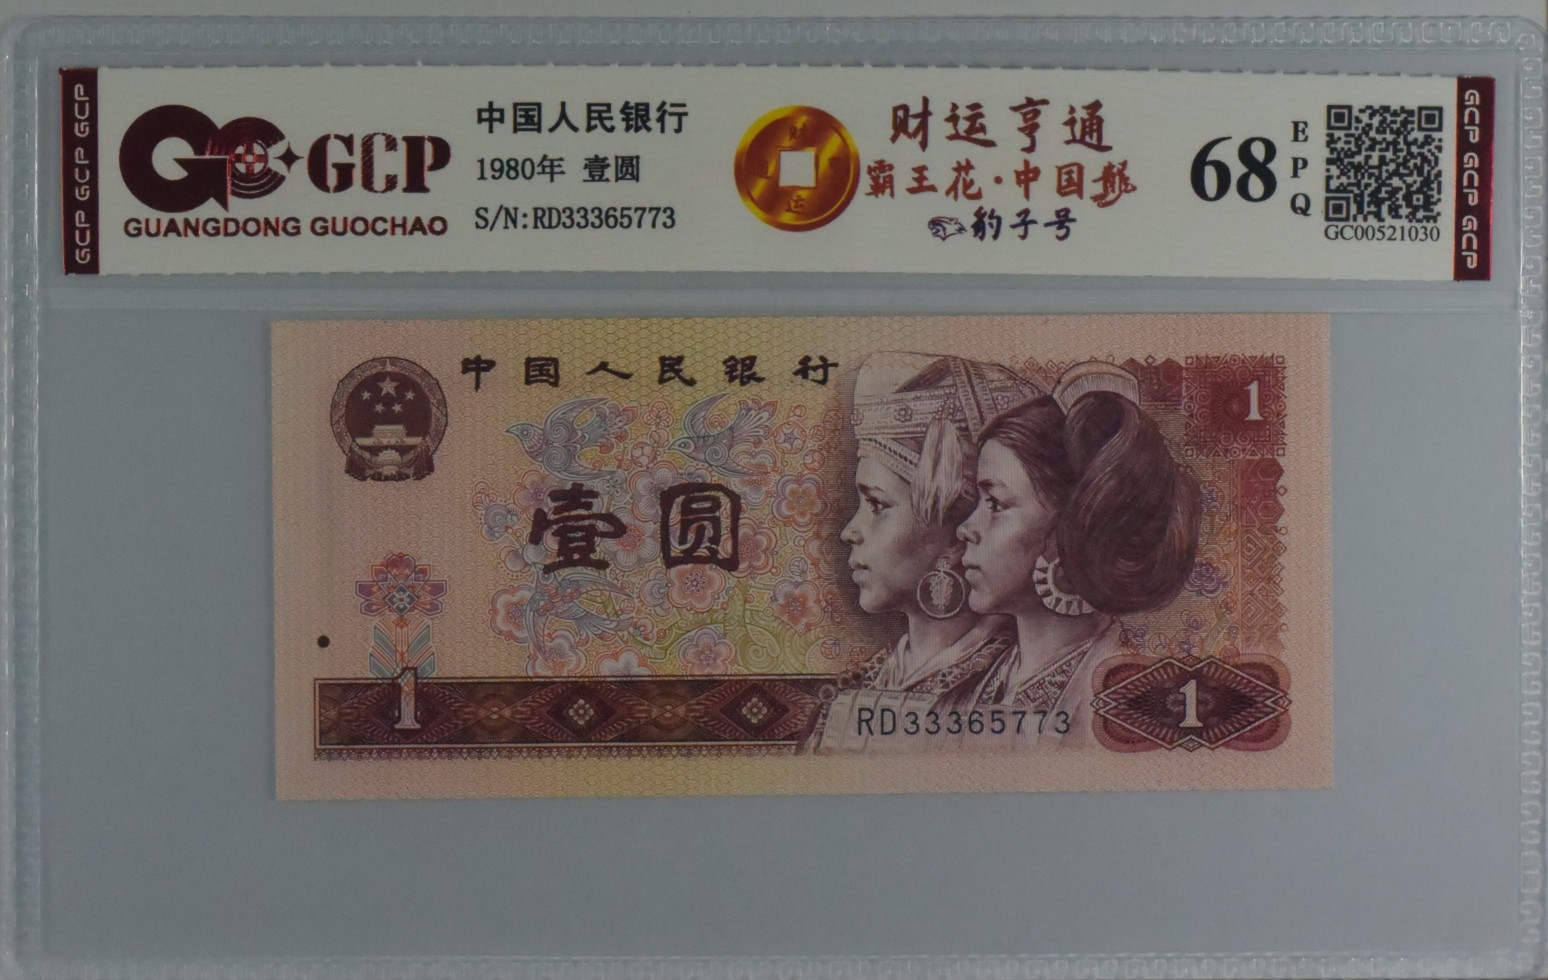 GCP GCP GCP
GCP
GUANGDONG GUOCHAO
中国人民银行
1980年 壹圆
S/N:RD33365773
财
运
财运亨通
霸王花·中国龍
豹子号
68
E
P
Q
GC00521030
GCP GCP GCP
中国人民银行
1
壹圆
1
RD33365773
1